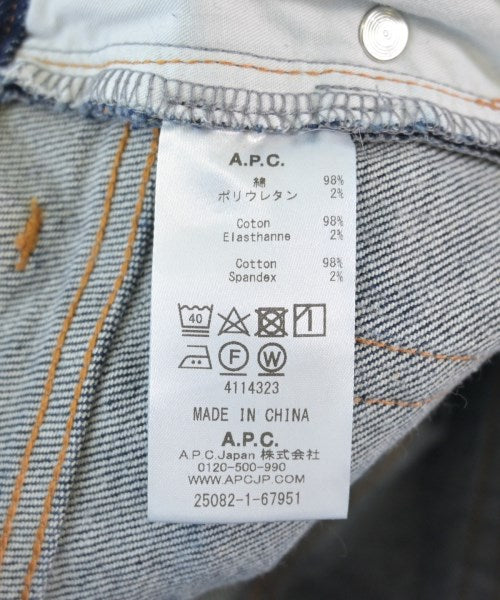 A.P.C.
綿 98%
ポリウレタン 2%
Coton 98%
Elasthanne 2%
Cotton 98%
Spandex 2%
40
F W
4114323
MADE IN CHINA
A.P.C.
A.P.C.Japan 株式会社
0120-500-990
WWW.APCJP.COM
25082-1-67951